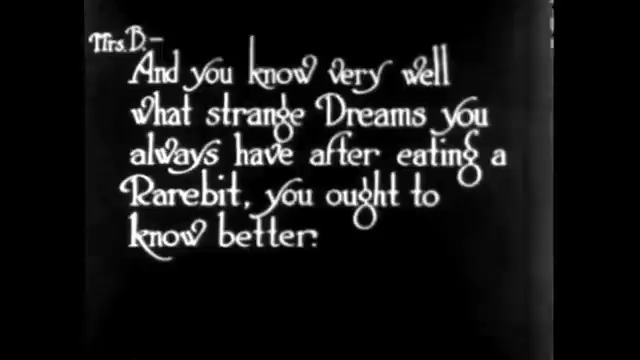 Mrs. B.—
And you know very well
what strange Dreams you
always have after eating a
Rarebit, you ought to
know better.